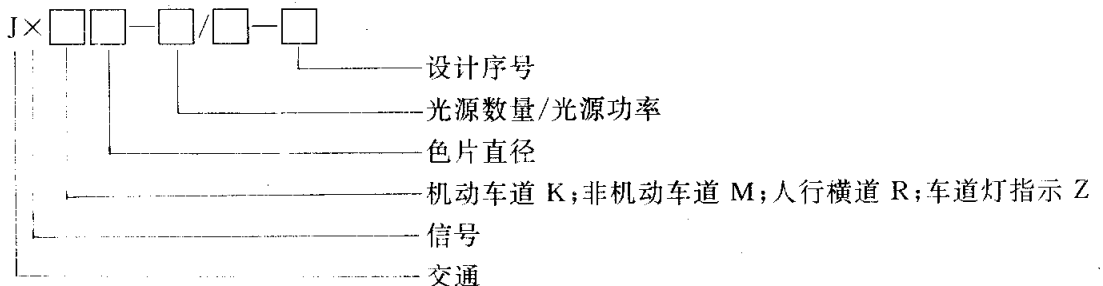 J×□□—□/□—□
设计序号
光源数量/光源功率
色片直径
机动车道 K;非机动车道 M;人行横道 R;车道灯指示 Z
信号
交通